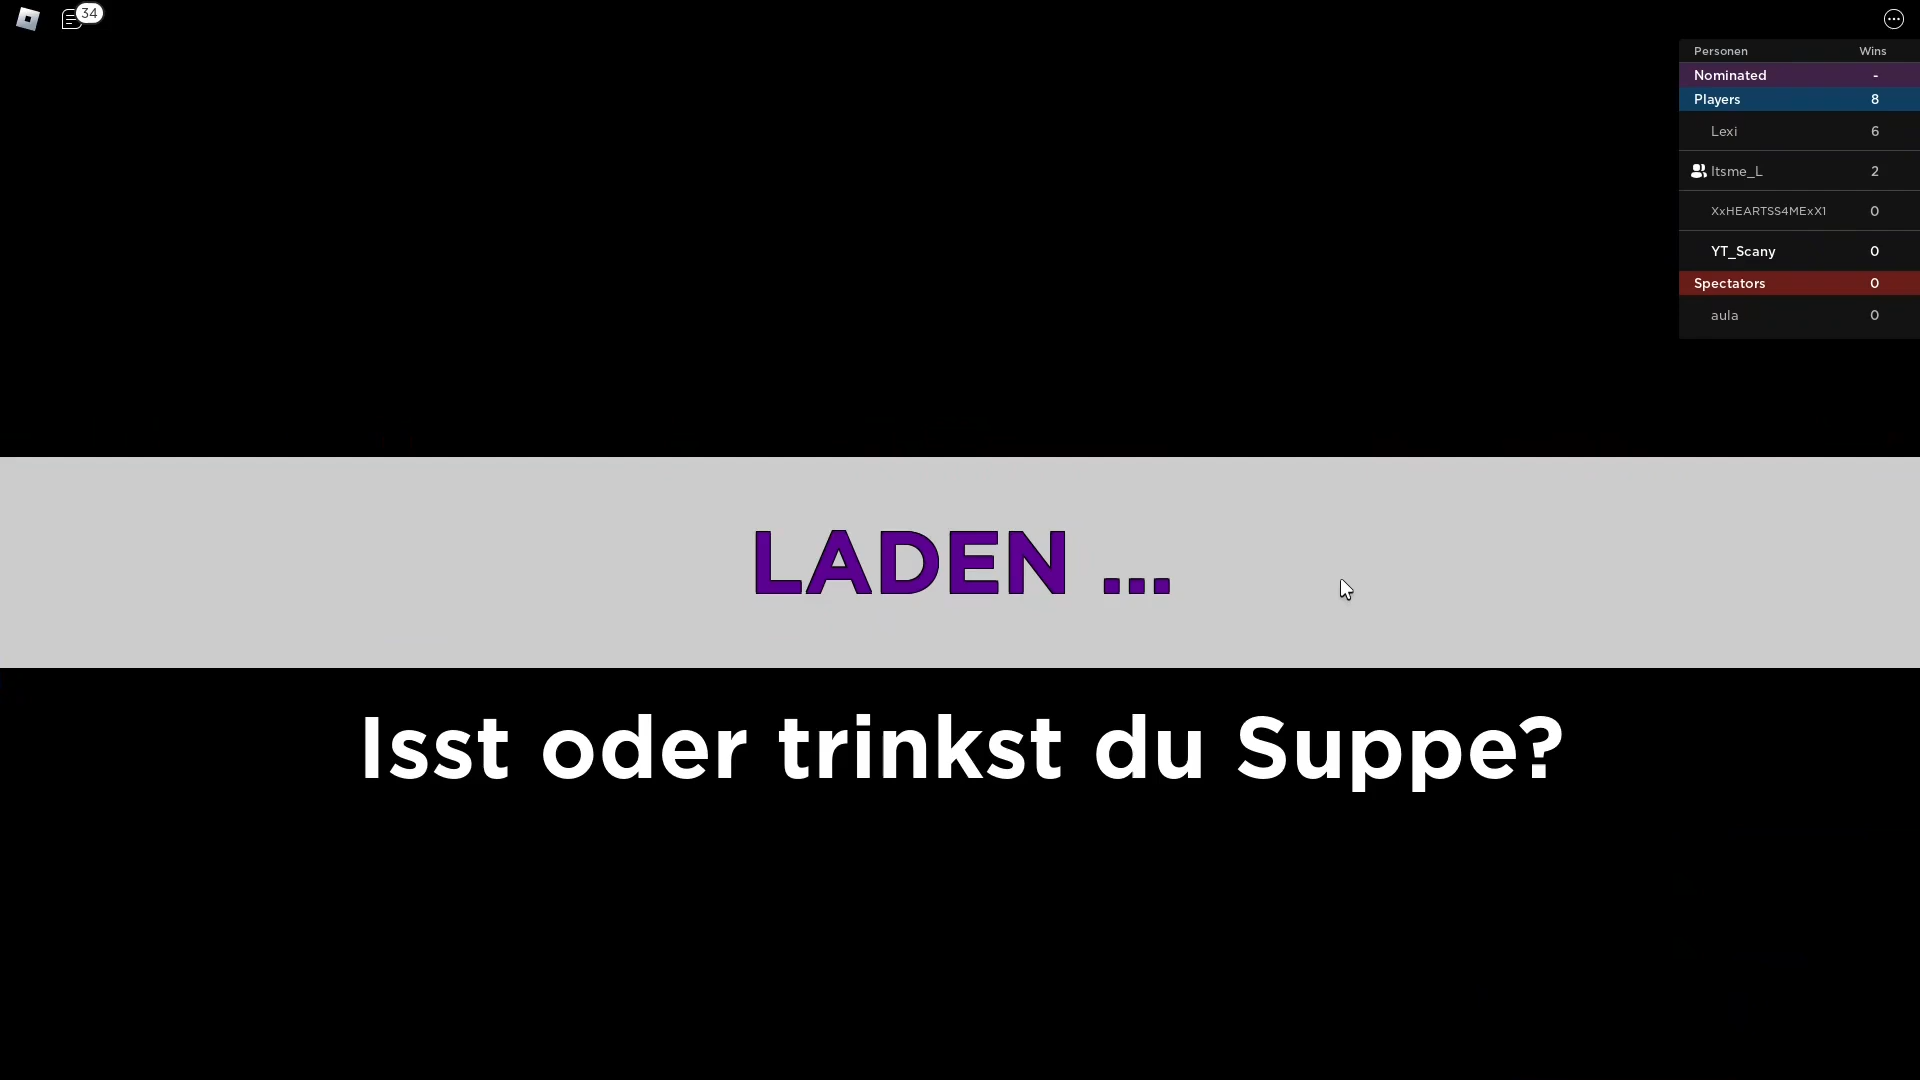 34
Personen Wins
Nominated -
Players 8
Lexi 6
Itsme_L 2
XxHEARTSS4MExX1 0
YT_Scany 0
Spectators 0
aula 0
LADEN ...
Isst oder trinkst du Suppe?